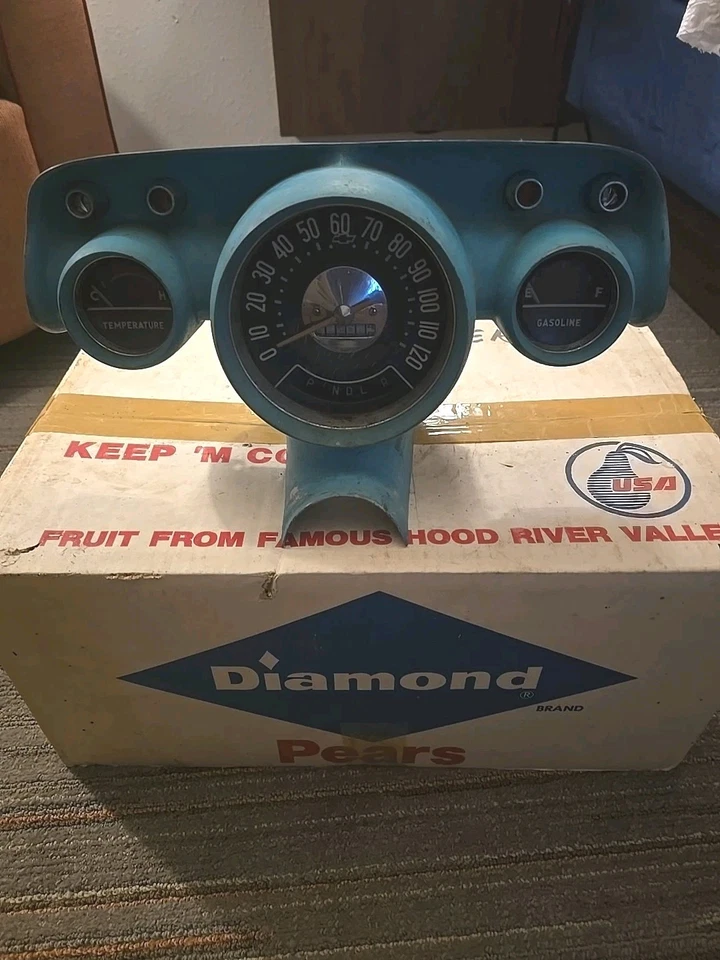 0 10 20 30 40 50 60 70 80 90 100 110 120
C H
TEMPERATURE
E F
GASOLINE
P N D L R
KEEP 'M CO
USA
FRUIT FROM FAMOUS HOOD RIVER VALLE
Diamond®
BRAND
Pears